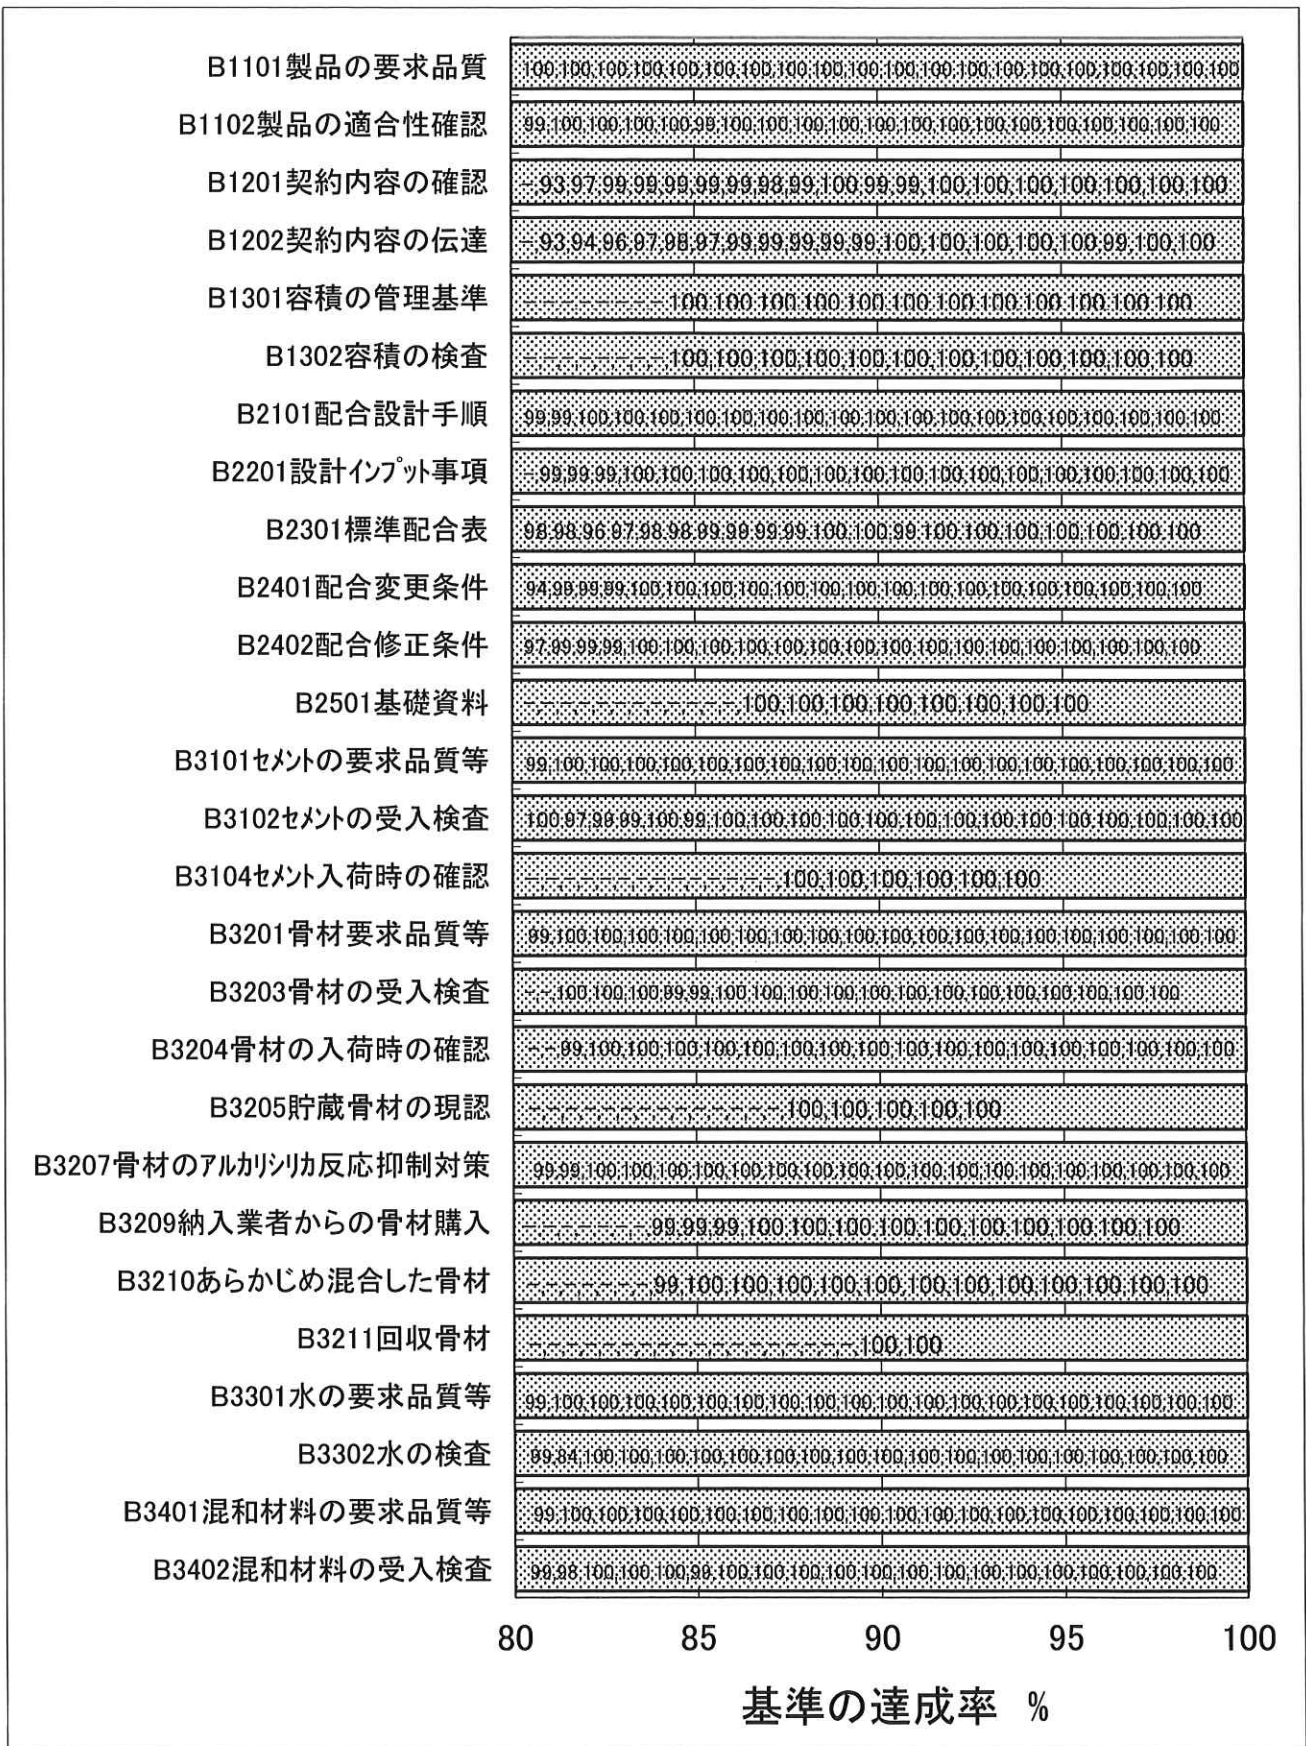 B1101製品の要求品質 100,100,100,100,100,100,100,100,100,100,100,100,100,100,100,100,100,100,100,100
B1102製品の適合性確認 99,100,100,100,100,99,100,100,100,100,100,100,100,100,100,100,100,100,100,100
B1201契約内容の確認 -,93,97,99,99,99,99,99,98,99,100,99,99,100,100,100,100,100,100,100
B1202契約内容の伝達 -,93,94,96,97,98,97,99,99,99,99,99,100,100,100,100,100,99,100,100
B1301容積の管理基準 -,-,-,-,-,-,-,-,100,100,100,100,100,100,100,100,100,100,100,100
B1302容積の検査 -,-,-,-,-,-,-,-,100,100,100,100,100,100,100,100,100,100,100,100
B2101配合設計手順 99,99,100,100,100,100,100,100,100,100,100,100,100,100,100,100,100,100,100,100
B2201設計インプット事項 -,99,99,99,100,100,100,100,100,100,100,100,100,100,100,100,100,100,100,100
B2301標準配合表 98,98,96,97,98,98,99,99,99,99,100,100,99,100,100,100,100,100,100,100
B2401配合変更条件 94,99,99,99,100,100,100,100,100,100,100,100,100,100,100,100,100,100,100,100
B2402配合修正条件 97,99,99,99,100,100,100,100,100,100,100,100,100,100,100,100,100,100,100,100
B2501基礎資料 -,-,-,-,-,-,-,-,-,-,-,-,100,100,100,100,100,100,100,100
B3101セメントの要求品質等 99,100,100,100,100,100,100,100,100,100,100,100,100,100,100,100,100,100,100,100
B3102セメントの受入検査 100,97,99,99,100,99,100,100,100,100,100,100,100,100,100,100,100,100,100,100
B3104セメント入荷時の確認 -,-,-,-,-,-,-,-,-,-,-,-,-,-,100,100,100,100,100,100
B3201骨材要求品質等 99,100,100,100,100,100,100,100,100,100,100,100,100,100,100,100,100,100,100,100
B3203骨材の受入検査 -,-,100,100,100,99,99,100,100,100,100,100,100,100,100,100,100,100,100,100
B3204骨材の入荷時の確認 -,-,99,100,100,100,100,100,100,100,100,100,100,100,100,100,100,100,100,100
B3205貯蔵骨材の現認 -,-,-,-,-,-,-,-,-,-,-,-,-,-,100,100,100,100,100
B3207骨材のアルカリシリカ反応抑制対策 99,99,100,100,100,100,100,100,100,100,100,100,100,100,100,100,100,100,100,100
B3209納入業者からの骨材購入 -,-,-,-,-,-,-,99,99,99,100,100,100,100,100,100,100,100,100,100
B3210あらかじめ混合した骨材 -,-,-,-,-,-,-,99,100,100,100,100,100,100,100,100,100,100,100,100
B3211回収骨材 -,-,-,-,-,-,-,-,-,-,-,-,-,-,-,-,-,-,100,100
B3301水の要求品質等 99,100,100,100,100,100,100,100,100,100,100,100,100,100,100,100,100,100,100,100
B3302水の検査 99,84,100,100,100,100,100,100,100,100,100,100,100,100,100,100,100,100,100,100
B3401混和材料の要求品質等 99,100,100,100,100,100,100,100,100,100,100,100,100,100,100,100,100,100,100,100
B3402混和材料の受入検査 99,98,100,100,100,99,100,100,100,100,100,100,100,100,100,100,100,100,100,100
80 85 90 95 100
基準の達成率 %